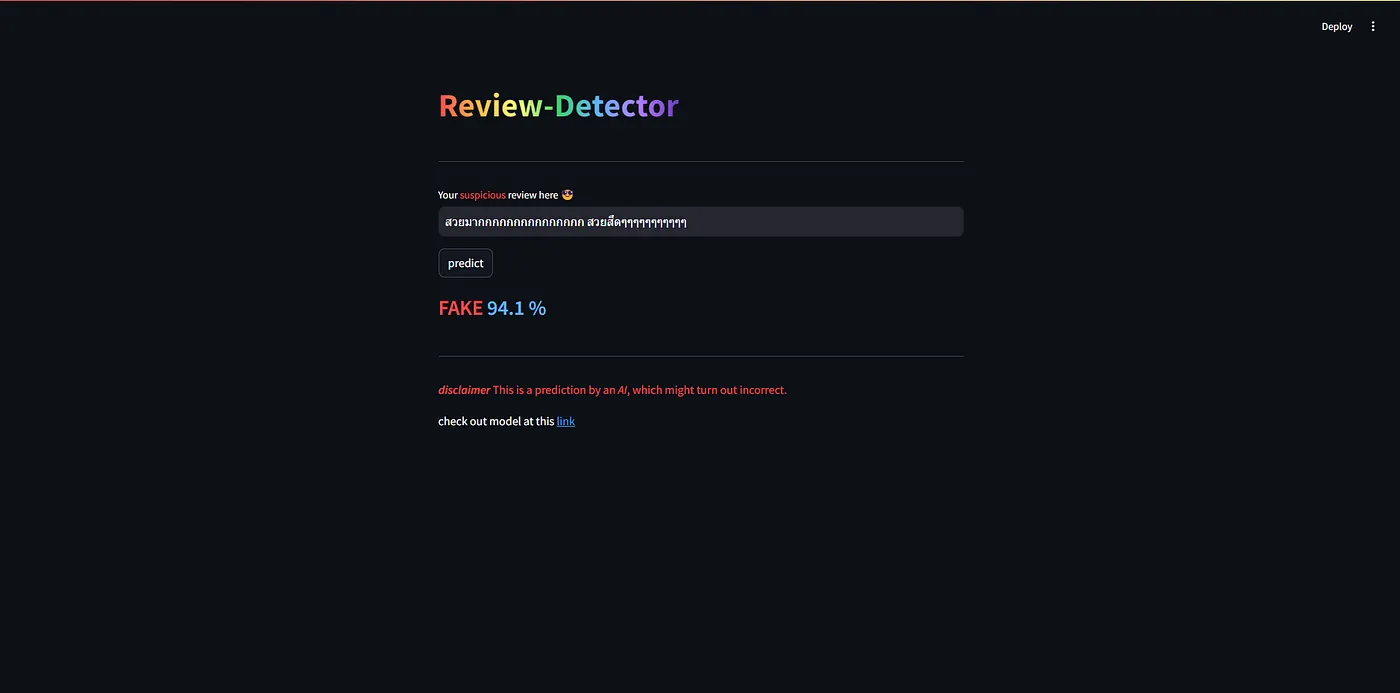 Deploy
Review-Detector
Your suspicious review here 🤡
สวยมากกกกกกกกกกกกกกก สวยสึดๆๆๆๆๆๆๆๆๆๆๆ
predict
FAKE 94.1 %
disclaimer This is a prediction by an AI, which might turn out incorrect.
check out model at this link